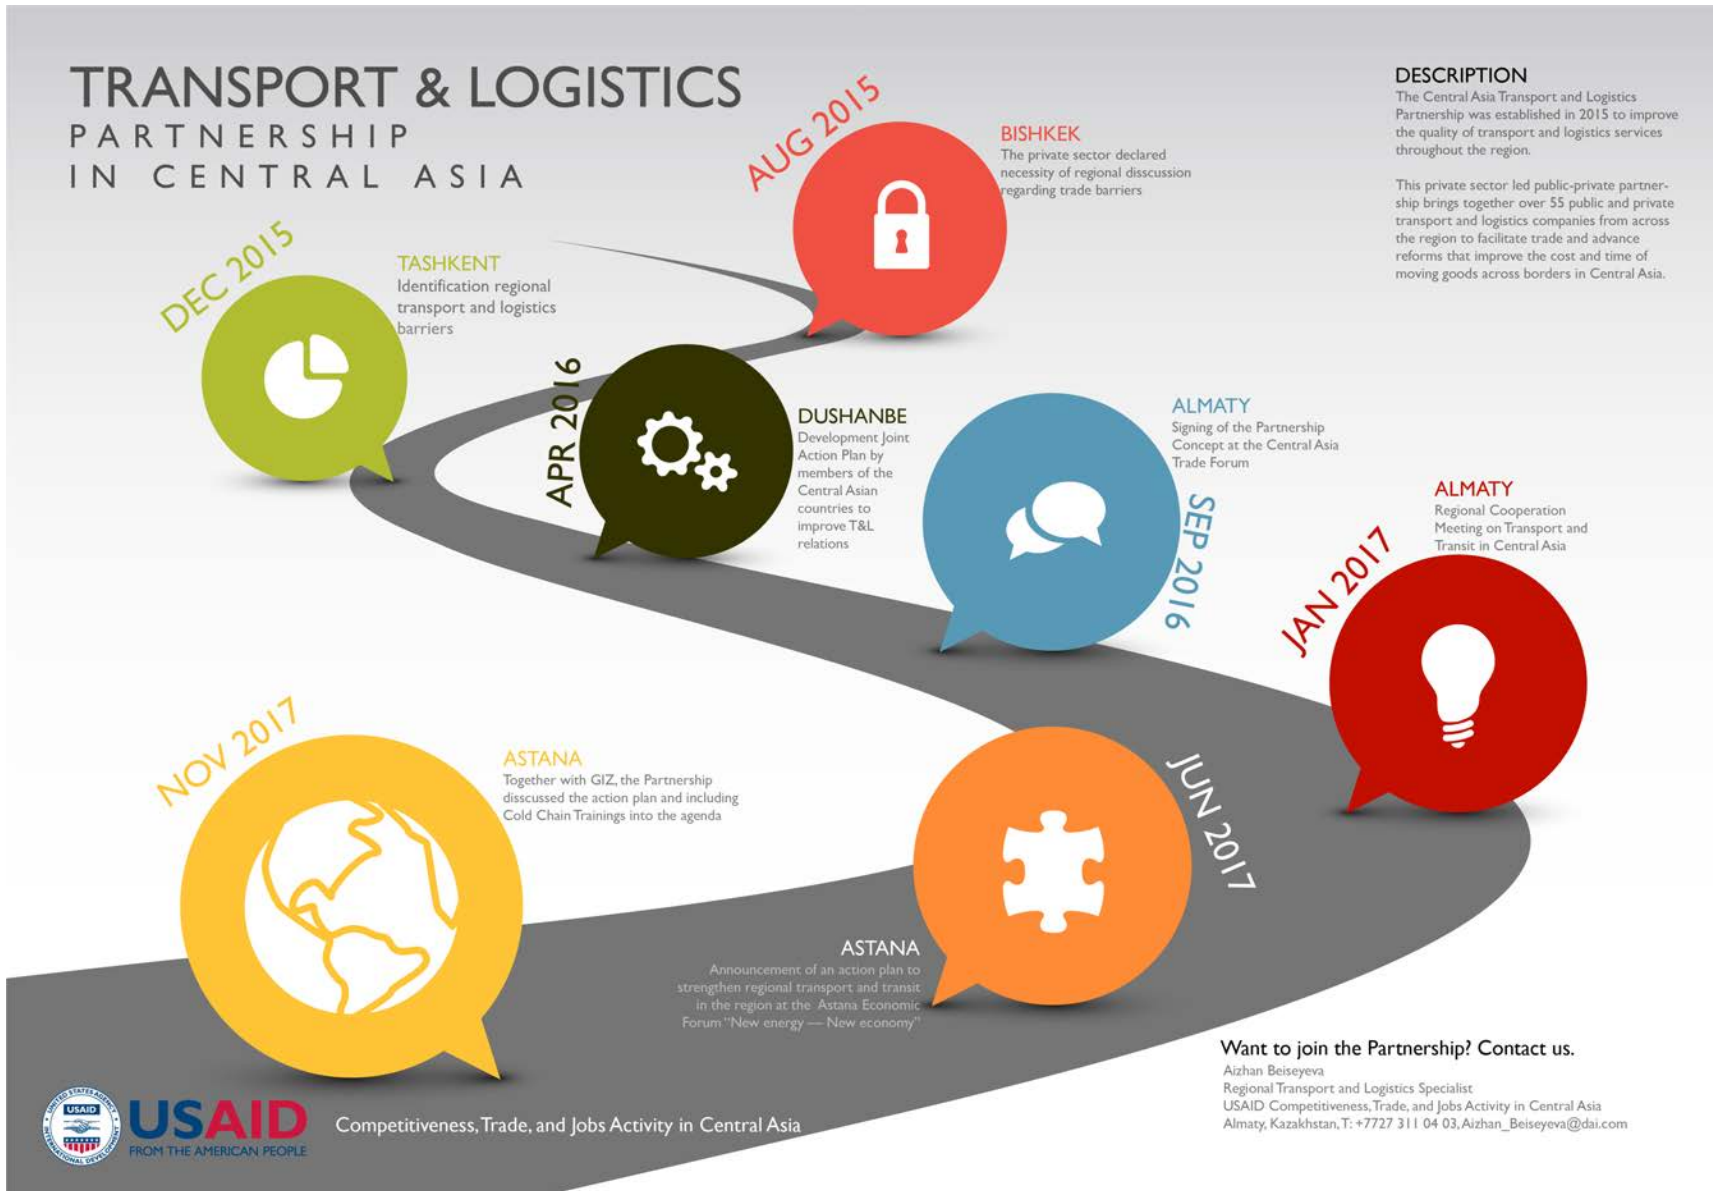 TRANSPORT & LOGISTICS
PARTNERSHIP
IN CENTRAL ASIA
AUG 2015
BISHKEK
The private sector declared
necessity of regional disscussion
regarding trade barriers
DESCRIPTION
The Central Asia Transport and Logistics
Partnership was established in 2015 to improve
the quality of transport and logistics services
throughout the region.
This private sector led public-private partner-
ship brings together over 55 public and private
transport and logistics companies from across
the region to facilitate trade and advance
reforms that improve the cost and time of
moving goods across borders in Central Asia.
DEC 2015
TASHKENT
Identification regional
transport and logistics
barriers
APR 2016
DUSHANBE
Development Joint
Action Plan by
members of the
Central Asian
countries to
improve T&L
relations
ALMATY
Signing of the Partnership
Concept at the Central Asia
Trade Forum
SEP 2016
ALMATY
Regional Cooperation
Meeting on Transport and
Transit in Central Asia
JAN 2017
NOV 2017
ASTANA
Together with GIZ, the Partnership
disscussed the action plan and including
Cold Chain Trainings into the agenda
JUN 2017
ASTANA
Announcement of an action plan to
strengthen regional transport and transit
in the region at the Astana Economic
Forum "New energy — New economy"
Want to join the Partnership? Contact us.
Aizhan Beiseyeva
Regional Transport and Logistics Specialist
USAID Competitiveness, Trade, and Jobs Activity in Central Asia
Almaty, Kazakhstan, T: +7727 311 04 03, Aizhan_Beiseyeva@dai.com
UNITED STATES AGENCY
USAID
INTERNATIONAL DEVELOPMENT
USAID
FROM THE AMERICAN PEOPLE
Competitiveness, Trade, and Jobs Activity in Central Asia